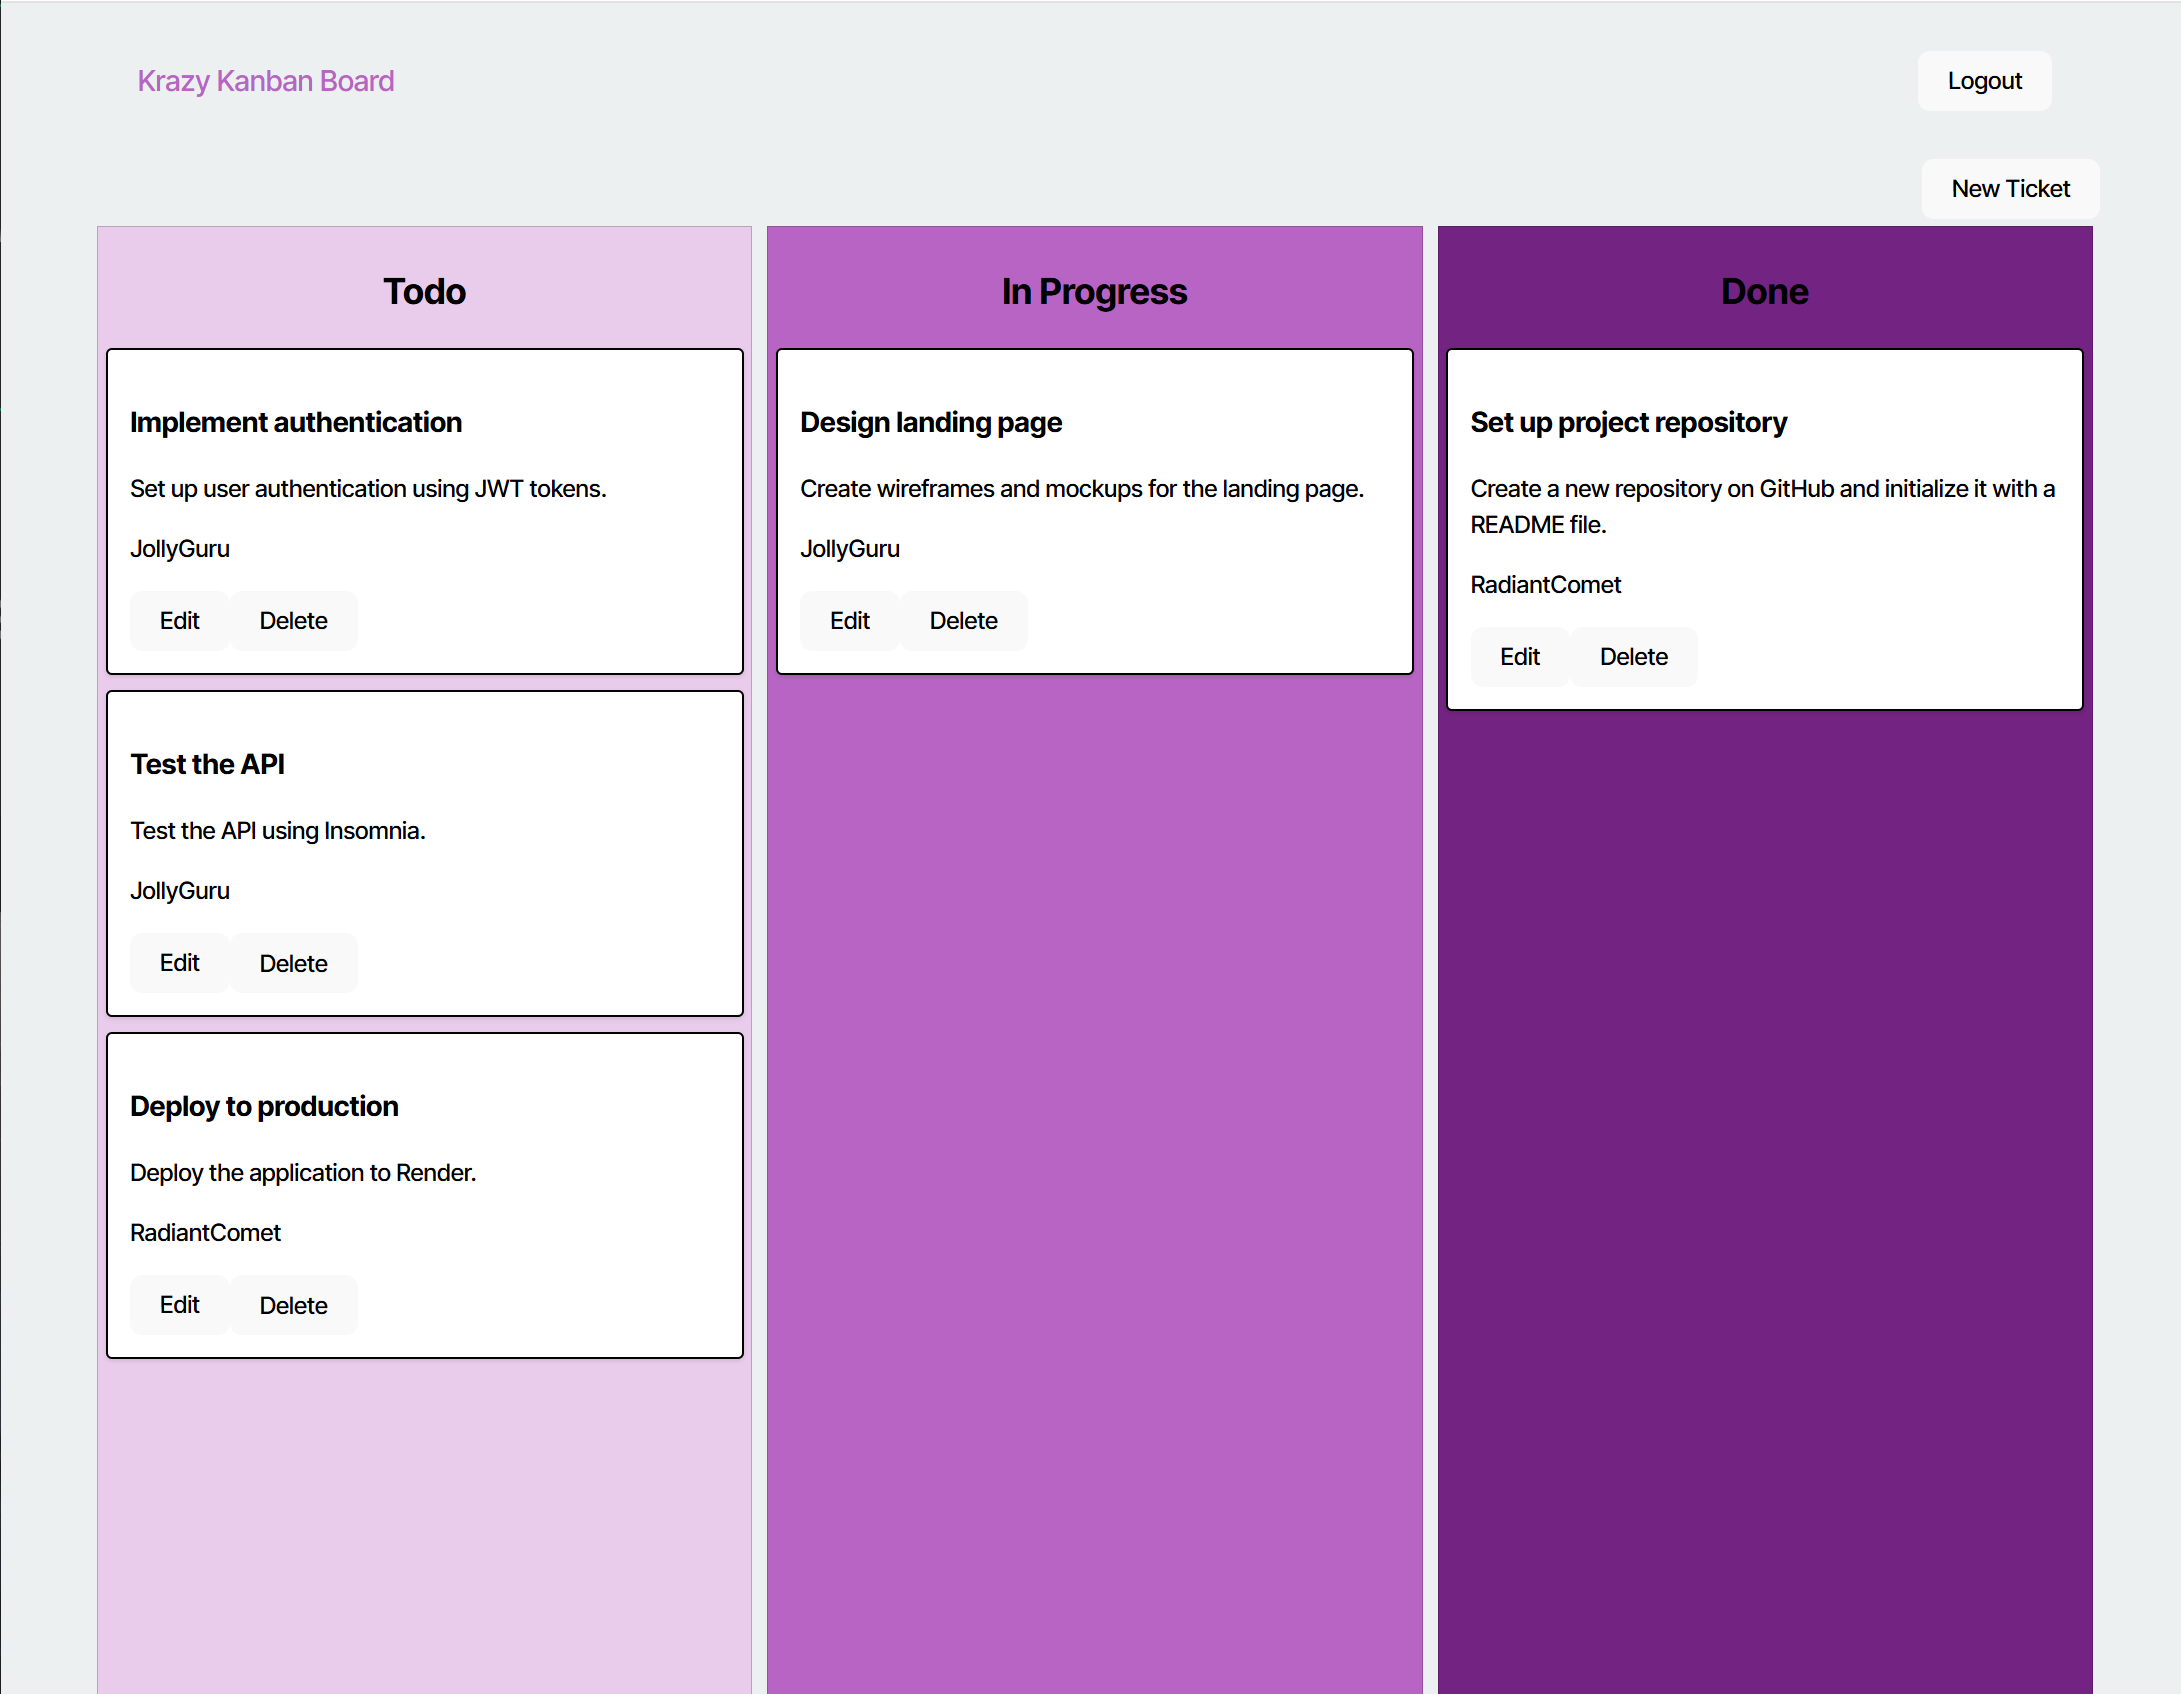 Krazy Kanban Board
Logout
New Ticket
Todo
Implement authentication
Set up user authentication using JWT tokens.
JollyGuru
Edit
Delete
Test the API
Test the API using Insomnia.
JollyGuru
Edit
Delete
Deploy to production
Deploy the application to Render.
RadiantComet
Edit
Delete
In Progress
Design landing page
Create wireframes and mockups for the landing page.
JollyGuru
Edit
Delete
Done
Set up project repository
Create a new repository on GitHub and initialize it with a
README file.
RadiantComet
Edit
Delete